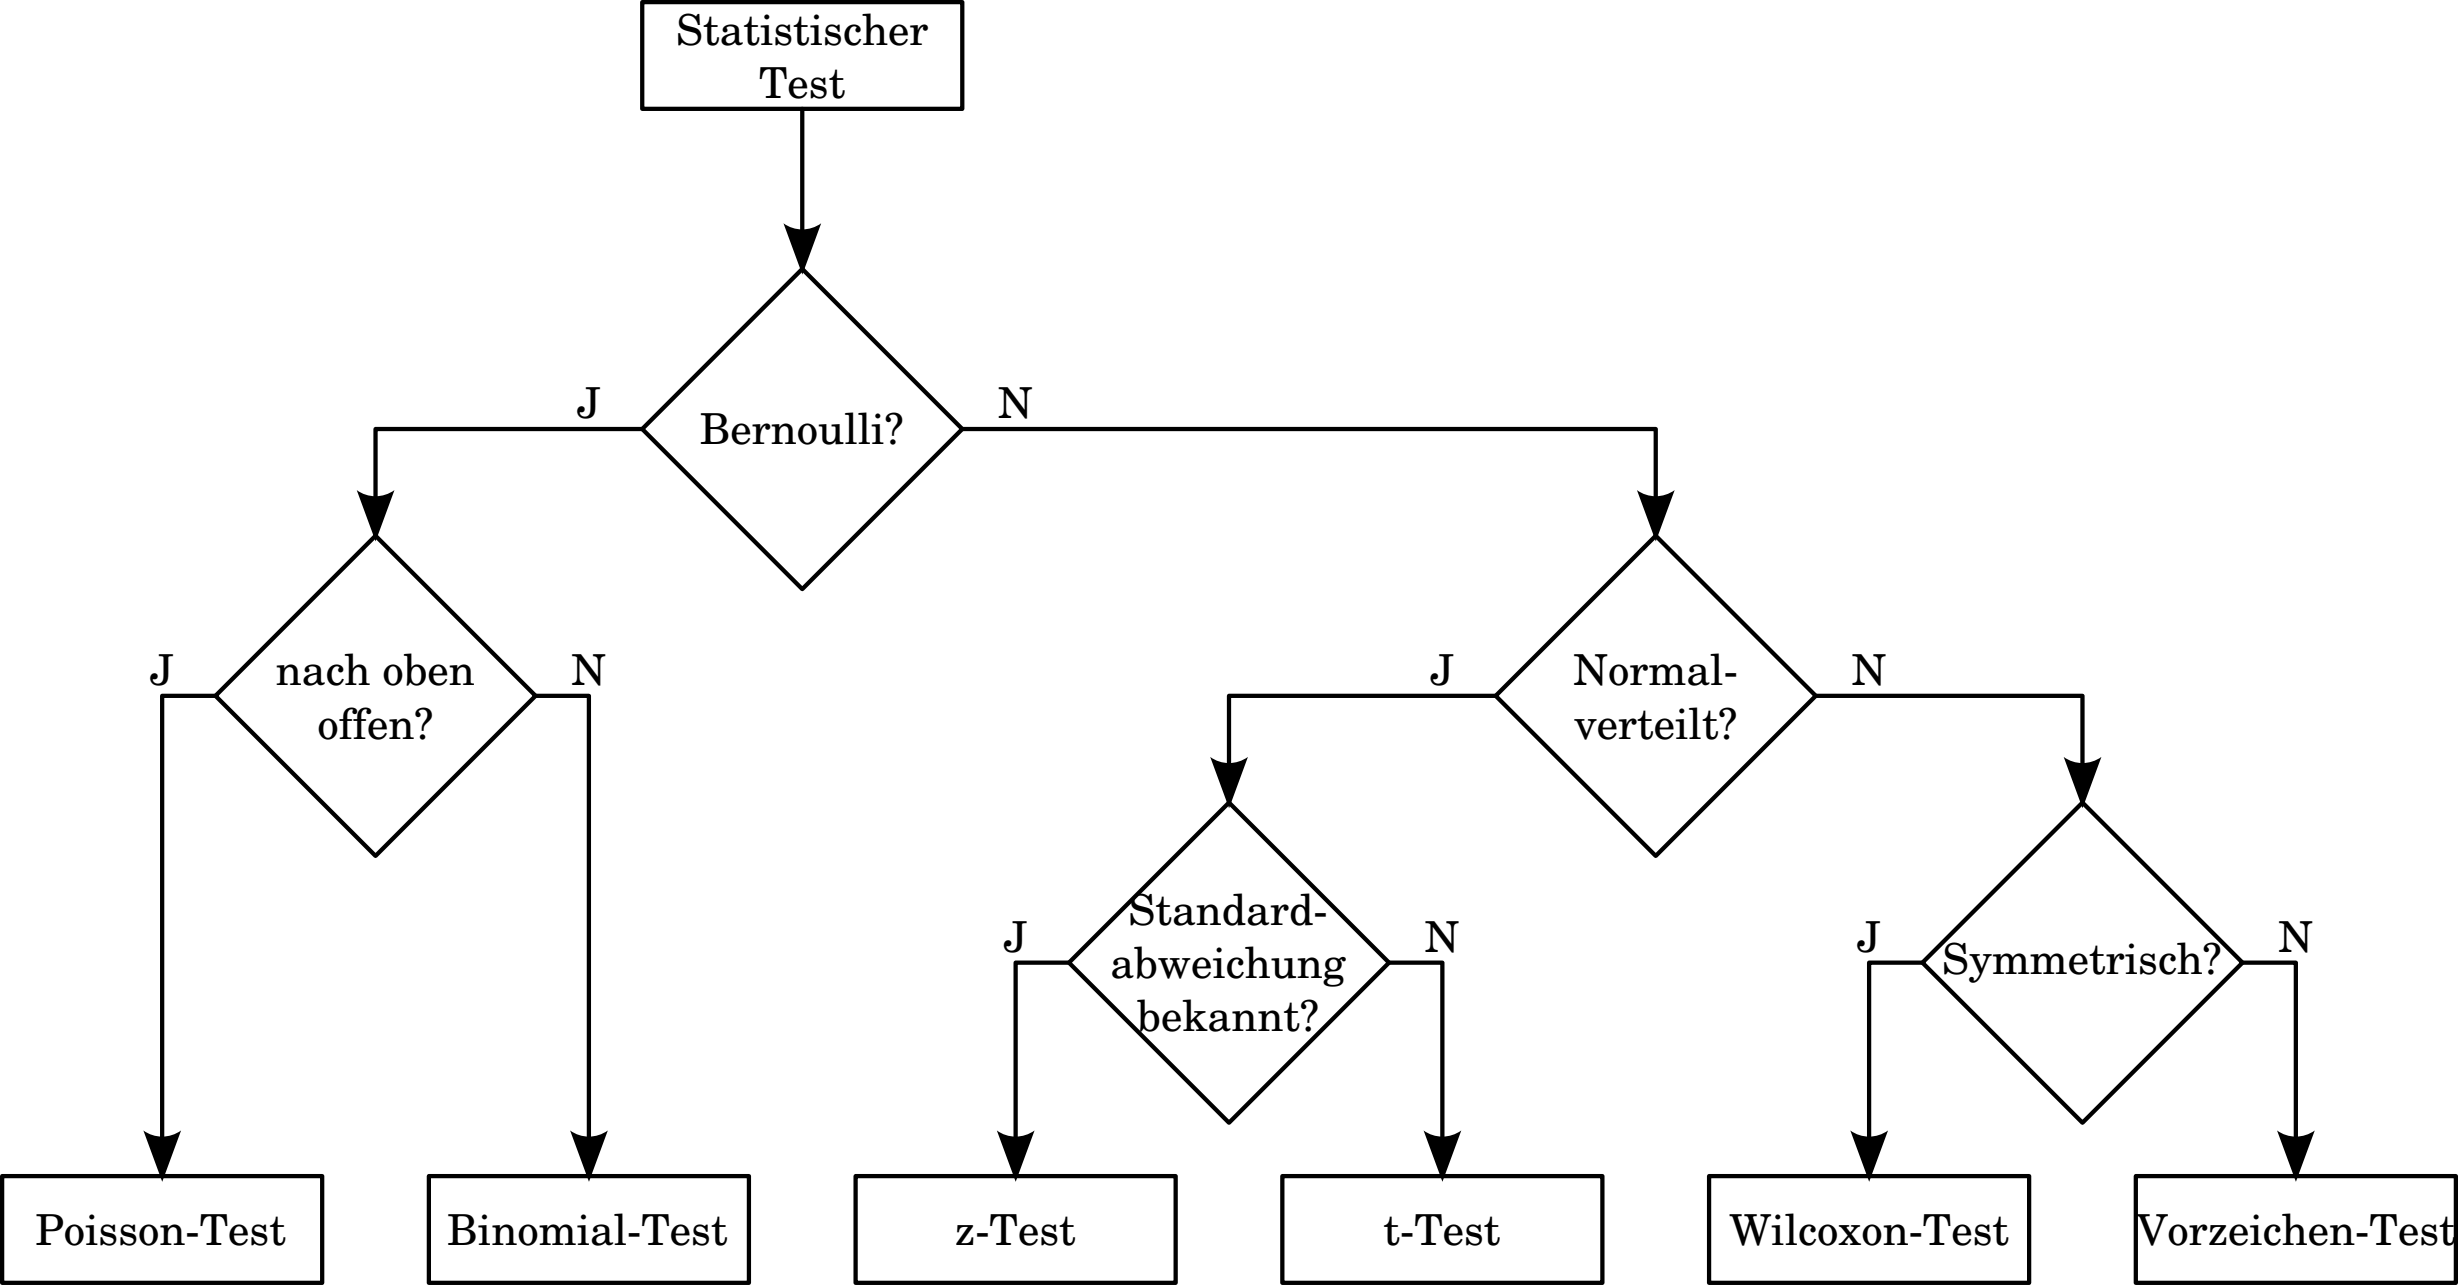 Statistischer
Test
J
N
Bernoulli?
J
nach oben
offen?
N
J
Normal-
verteilt?
N
J
Standard-
abweichung
bekannt?
N
J
Symmetrisch?
N
Poisson-Test
Binomial-Test
z-Test
t-Test
Wilcoxon-Test
Vorzeichen-Test